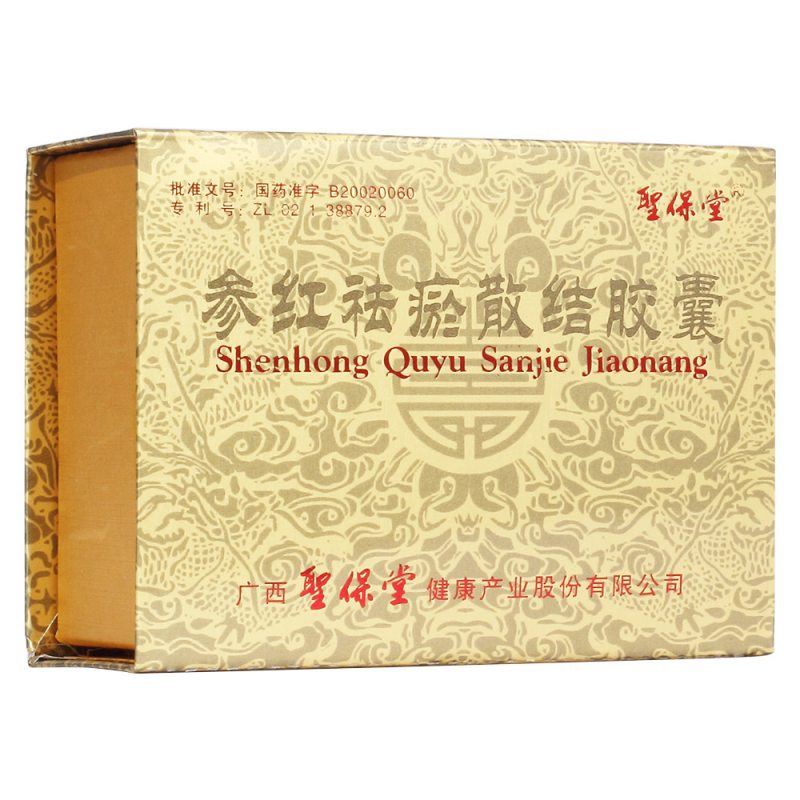 批准文号：国药准字 B20020060
专利号：ZL 02 1 38879.2
聖保堂
参红祛瘀散结胶囊
Shenhong Quyu Sanjie Jiaonang
广西 聖保堂 健康产业股份有限公司